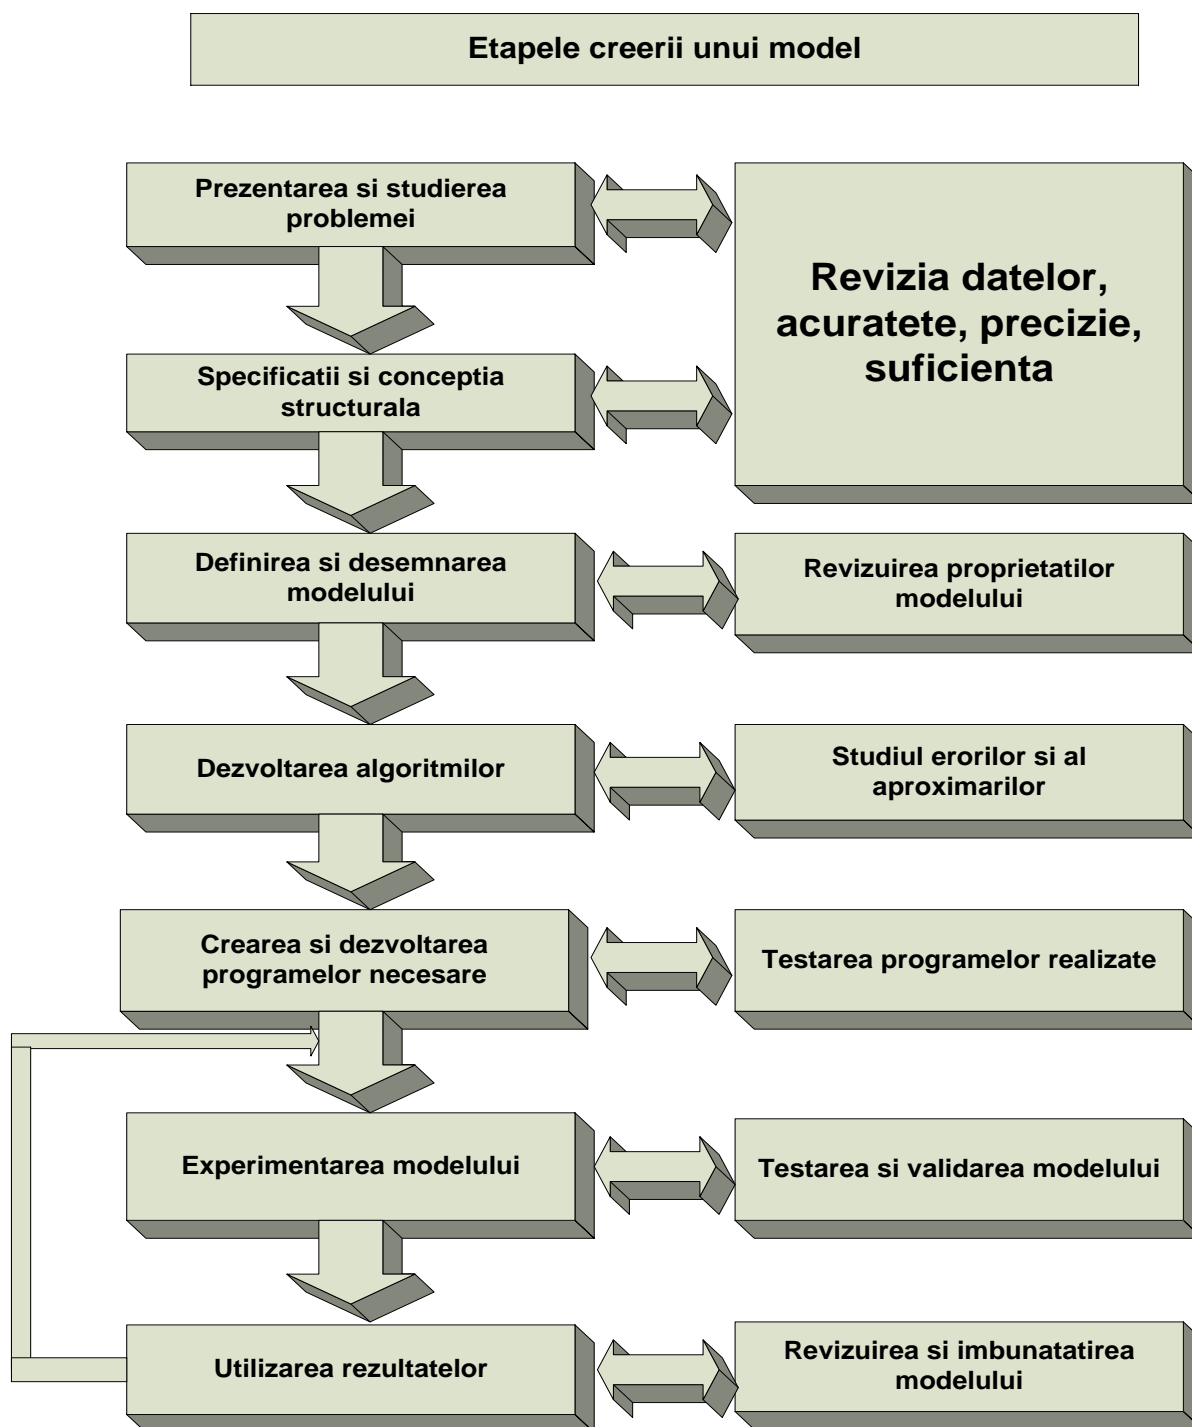 Etapele creerii unui model
Prezentarea si studierea
problemei
Revizia datelor,
acuratete, precizie,
suficienta
Specificatii si conceptia
structurala
Definirea si desemnarea
modelului
Revizuirea proprietatilor
modelului
Dezvoltarea algoritmilor
Studiul erorilor si al
aproximarilor
Crearea si dezvoltarea
programelor necesare
Testarea programelor realizate
Experimentarea modelului
Testarea si validarea modelului
Utilizarea rezultatelor
Revizuirea si imbunatatirea
modelului